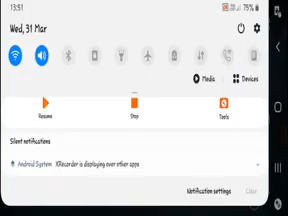 13:51
75%
Wed, 31 Mar
Media
Devices
Resume
Stop
Tools
Silent notifications
Android System XRecorder is displaying over other apps
Notification settings
Clear